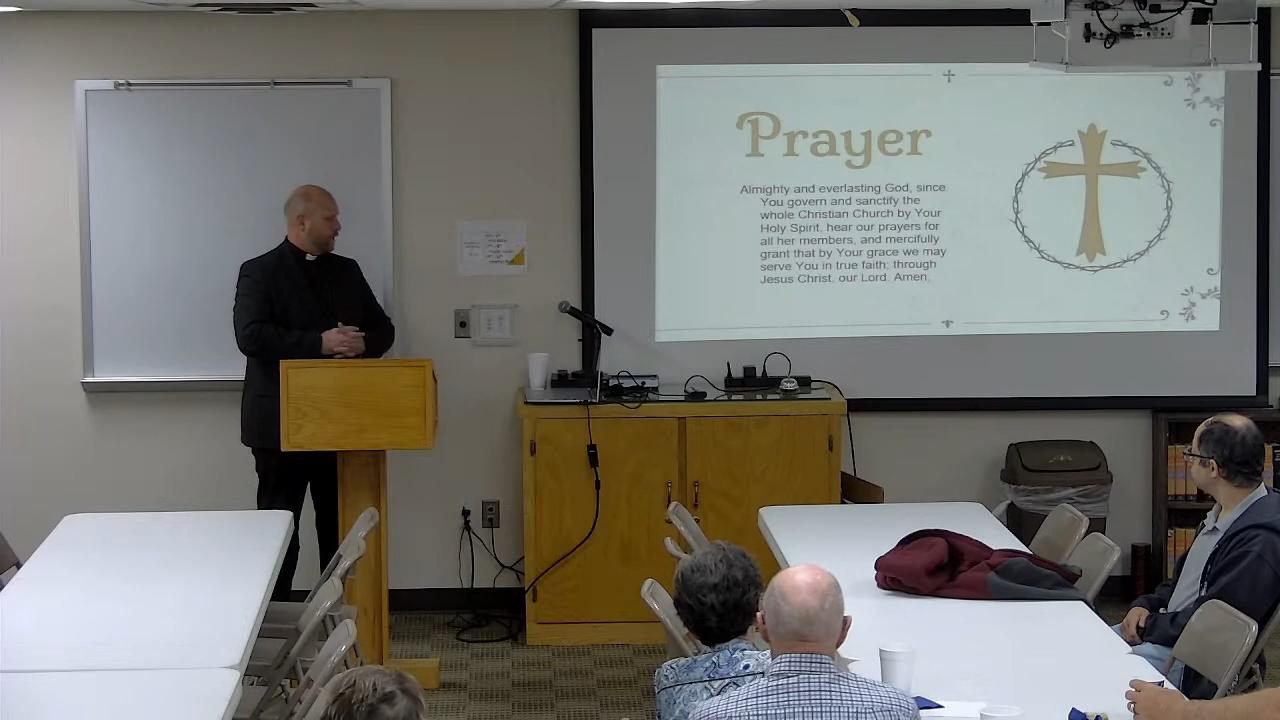 Prayer
Almighty and everlasting God, since
You govern and sanctify the
whole Christian Church by Your
Holy Spirit, hear our prayers for
all her members, and mercifully
grant that by Your grace we may
serve You in true faith; through
Jesus Christ, our Lord. Amen.